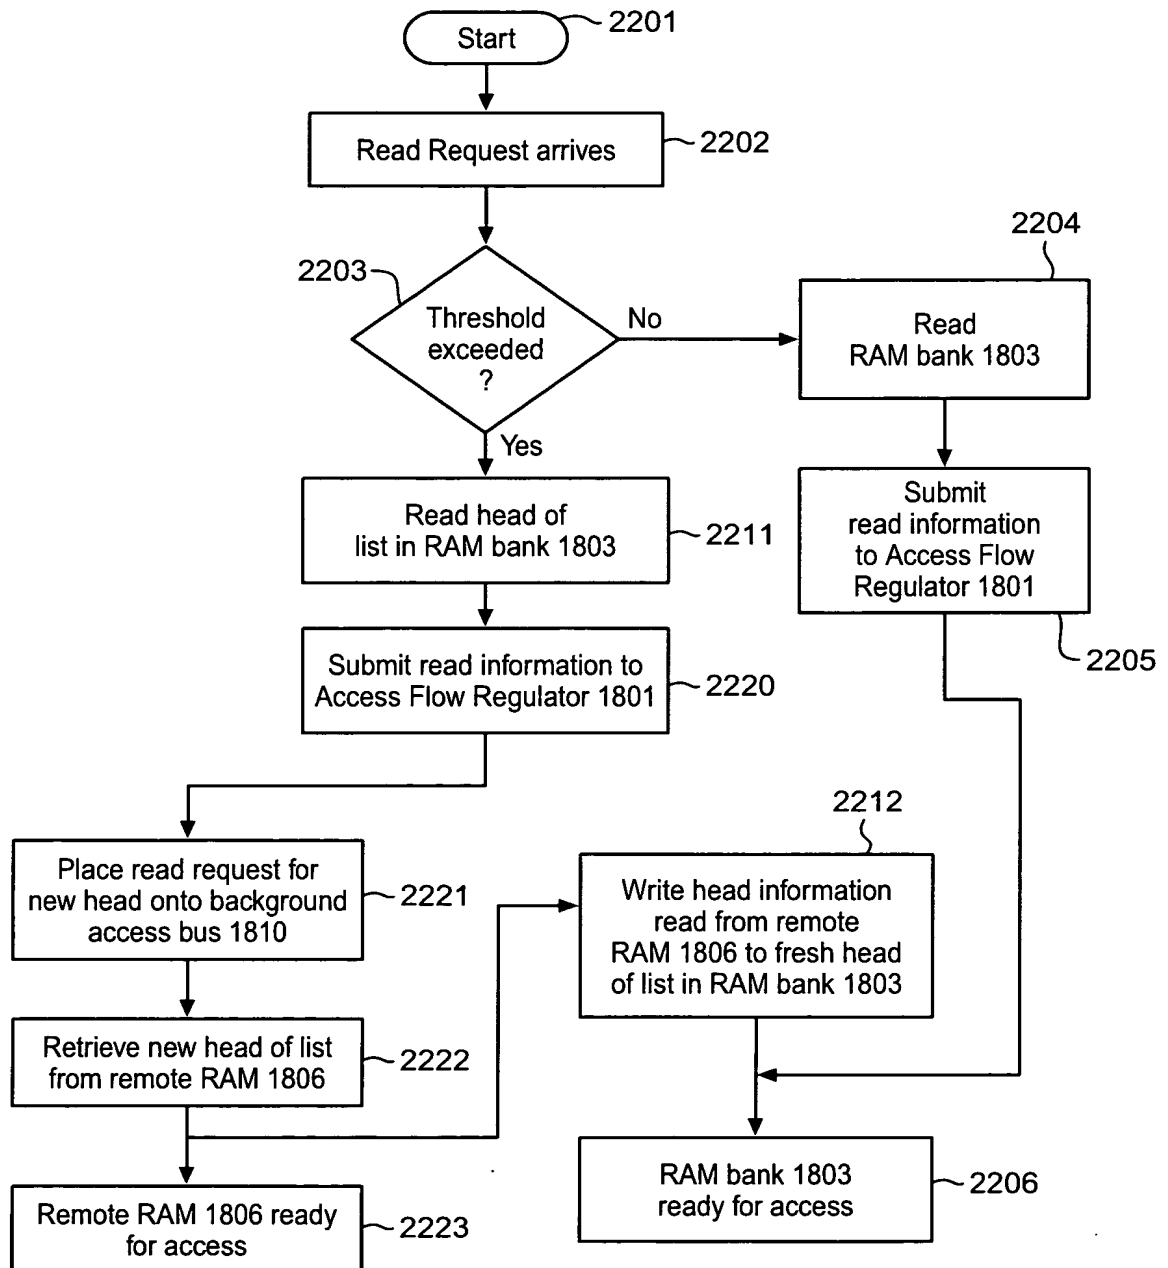 Start
2201
Read Request arrives
2202
2203
Threshold
exceeded
?
No
Yes
2204
Read
RAM bank 1803
Submit
read information
to Access Flow
Regulator 1801
2205
Read head of
list in RAM bank 1803
2211
Submit read information to
Access Flow Regulator 1801
2220
Place read request for
new head onto background
access bus 1810
2221
2212
Write head information
read from remote
RAM 1806 to fresh head
of list in RAM bank 1803
Retrieve new head of list
from remote RAM 1806
2222
Remote RAM 1806 ready
for access
2223
RAM bank 1803
ready for access
2206